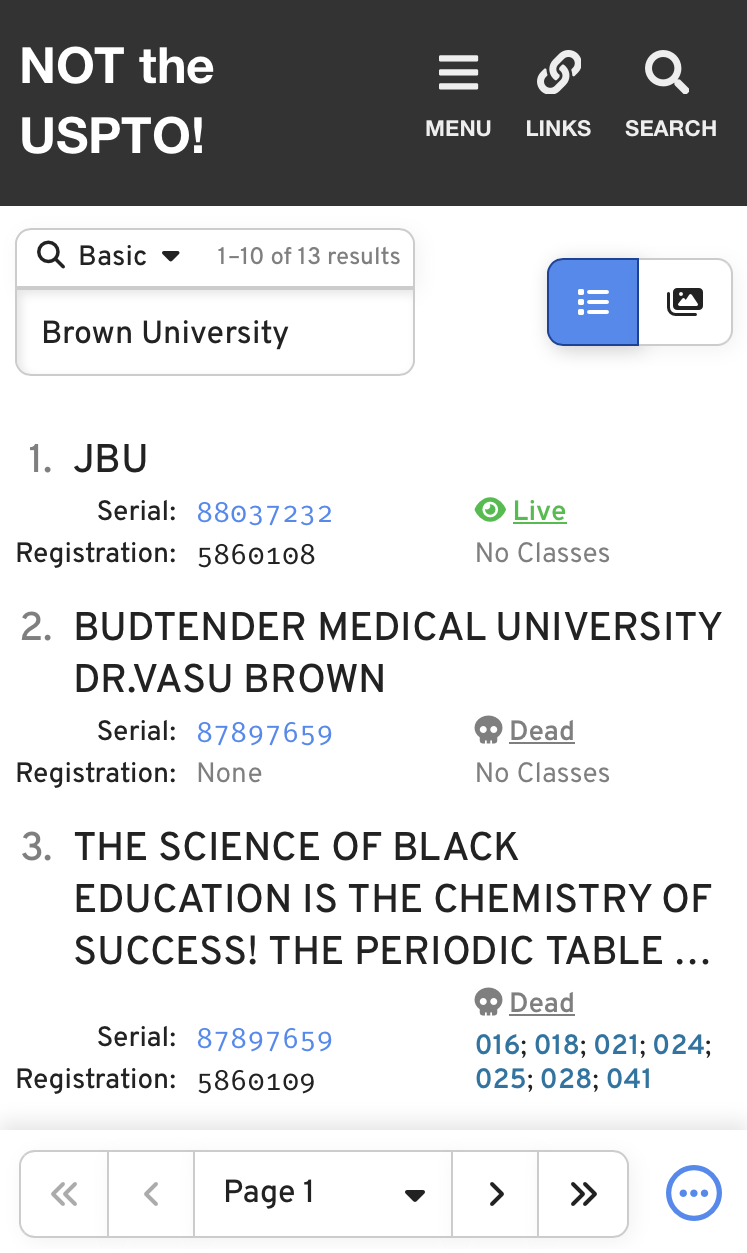 NOT the
USPTO!
MENU
LINKS
SEARCH
Basic
1–10 of 13 results
Brown University
1. JBU
Serial: 88037232
Live
Registration: 5860108
No Classes
2. BUDTENDER MEDICAL UNIVERSITY
DR.VASU BROWN
Serial: 87897659
Dead
Registration: None
No Classes
3. THE SCIENCE OF BLACK
EDUCATION IS THE CHEMISTRY OF
SUCCESS! THE PERIODIC TABLE ...
Dead
Serial: 87897659
016; 018; 021; 024;
Registration: 5860109
025; 028; 041
Page 1